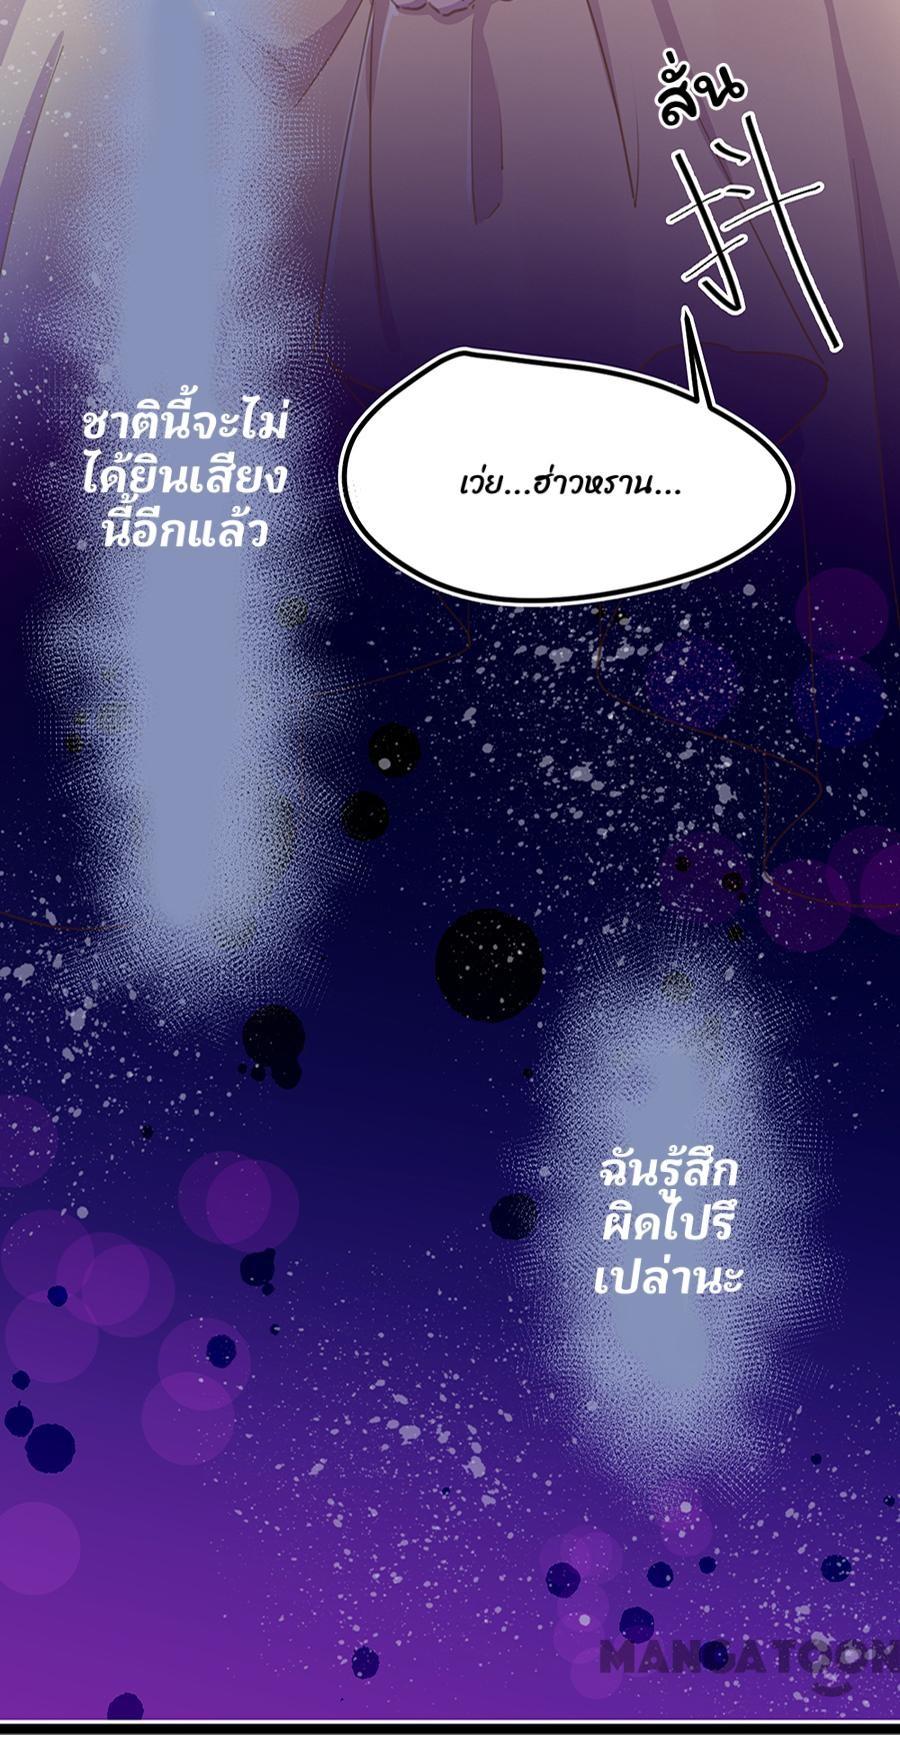 สั่น
抖
เว่ย...ฮ่าวหราน...
ชาตินี้จะไม่
ได้ยินเสียง
นี้อีกแล้ว
ฉันรู้สึก
ผิดไปรึ
เปล่านะ
MANGATOON